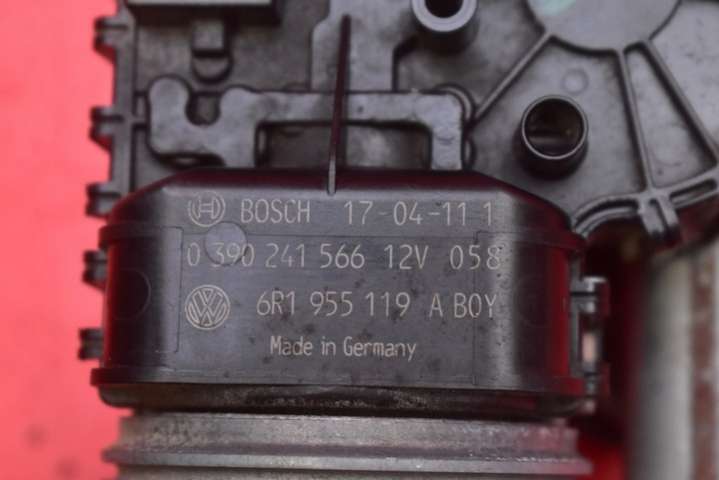 BOSCH 17-04-11 1
0 390 241 566 12V 058
6R1 955 119 A BOY
Made in Germany